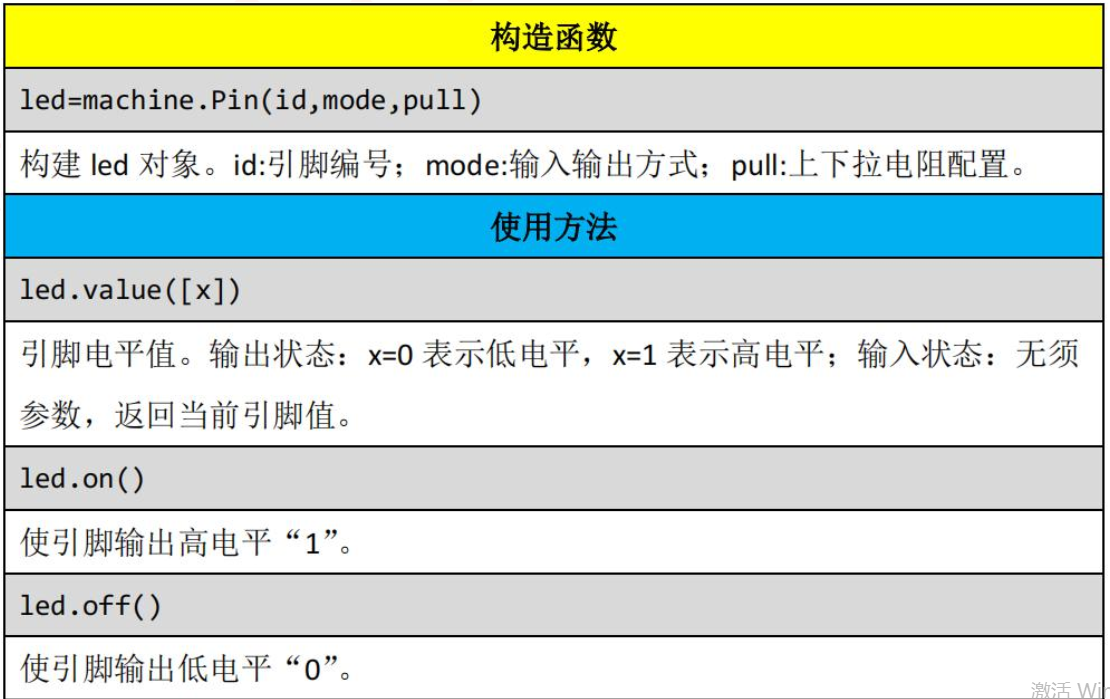 构造函数
led=machine.Pin(id,mode,pull)
构建 led 对象。id:引脚编号；mode:输入输出方式；pull:上下拉电阻配置。
使用方法
led.value([x])
引脚电平值。输出状态：x=0 表示低电平，x=1 表示高电平；输入状态：无须
参数，返回当前引脚值。
led.on()
使引脚输出高电平“1”。
led.off()
使引脚输出低电平“0”。
激活 Wir